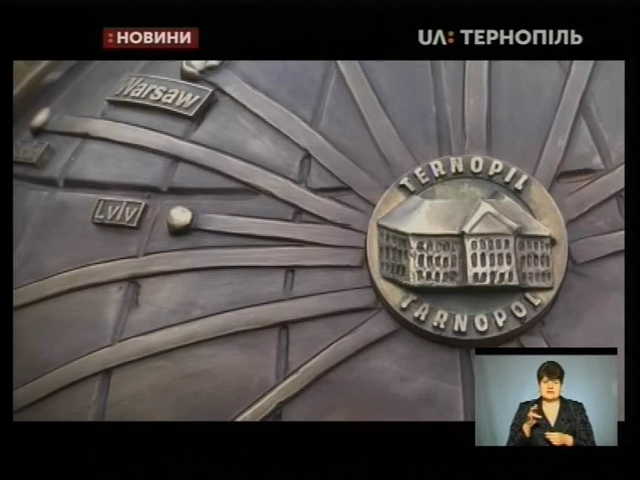 :НОВИНИ
UA: ТЕРНОПІЛЬ
Warsaw
Lviv
TERNOPIL
TARNOPOL